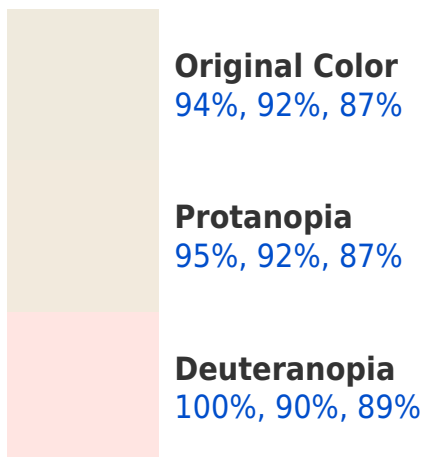 Original Color
94%, 92%, 87%
Protanopia
95%, 92%, 87%
Deuteranopia
100%, 90%, 89%